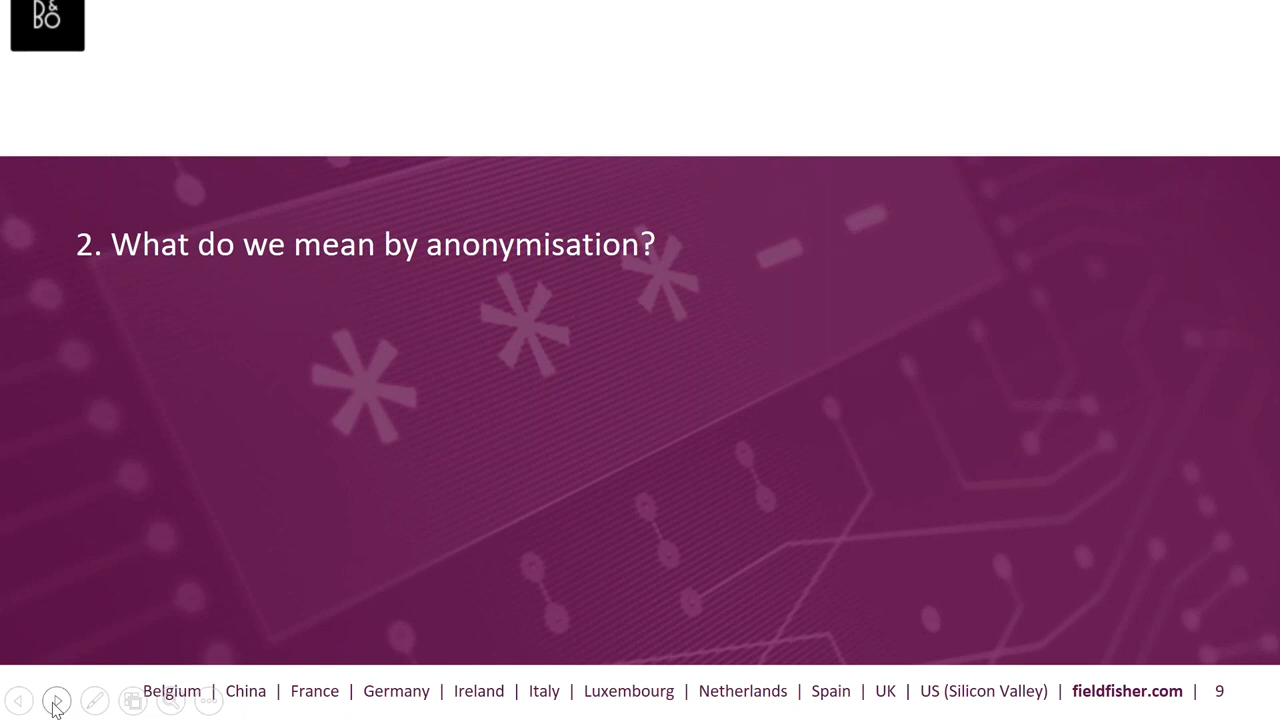 B&
BO
2. What do we mean by anonymisation?
Belgium | China | France | Germany | Ireland | Italy | Luxembourg | Netherlands | Spain | UK | US (Silicon Valley) | fieldfisher.com | 9